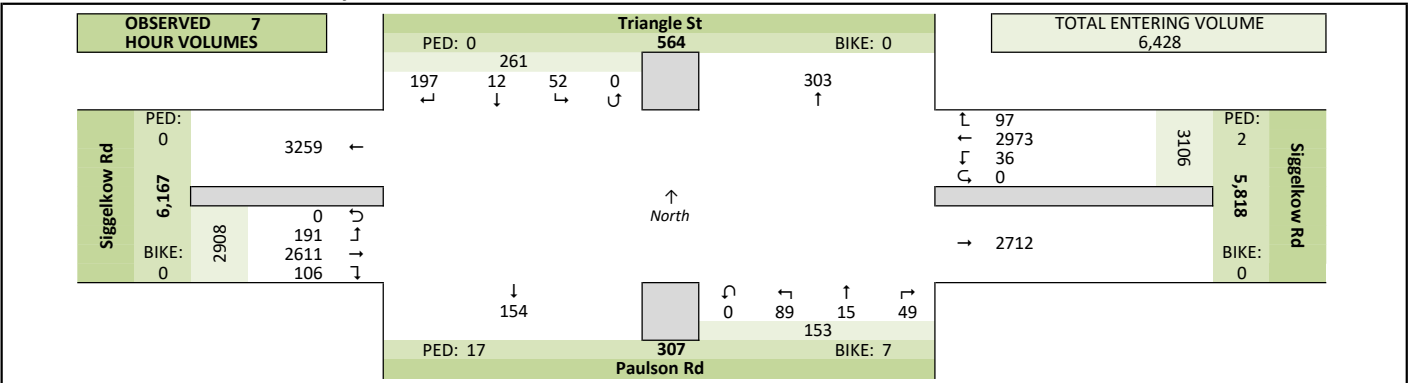 OBSERVED 7
HOUR VOLUMES
Triangle St
PED: 0 564 BIKE: 0
TOTAL ENTERING VOLUME
6,428
261
197 12 52 0
↵ ↓ ↳ ↺
303
↑
Siggelkow Rd
PED:
0
6,167
BIKE:
0
3259 ←
2908
0 ⮌
191 ↰
2611 →
106 ↴
↑
North
↑ 97
← 2973
↓ 36
⮎ 0
3106
→ 2712
PED:
2
5,818
BIKE:
0
Siggelkow Rd
↓
154
↶ ↰ ↑ ↱
0 89 15 49
153
PED: 17 307 BIKE: 7
Paulson Rd